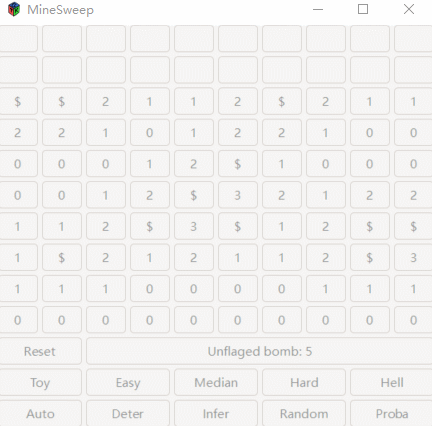 MineSweep
$ $ 2 1 1 2 $ 2 1 1
2 2 1 0 1 2 2 1 0 0
0 0 0 1 2 $ 1 0 0 0
0 0 1 2 $ 3 2 1 2 2
1 1 2 $ 3 $ 1 2 $ $
1 $ 2 1 2 1 1 2 $ 3
1 1 1 0 0 0 0 1 1 1
0 0 0 0 0 0 0 0 0 0
Reset Unflaged bomb: 5
Toy Easy Median Hard Hell
Auto Deter Infer Random Proba